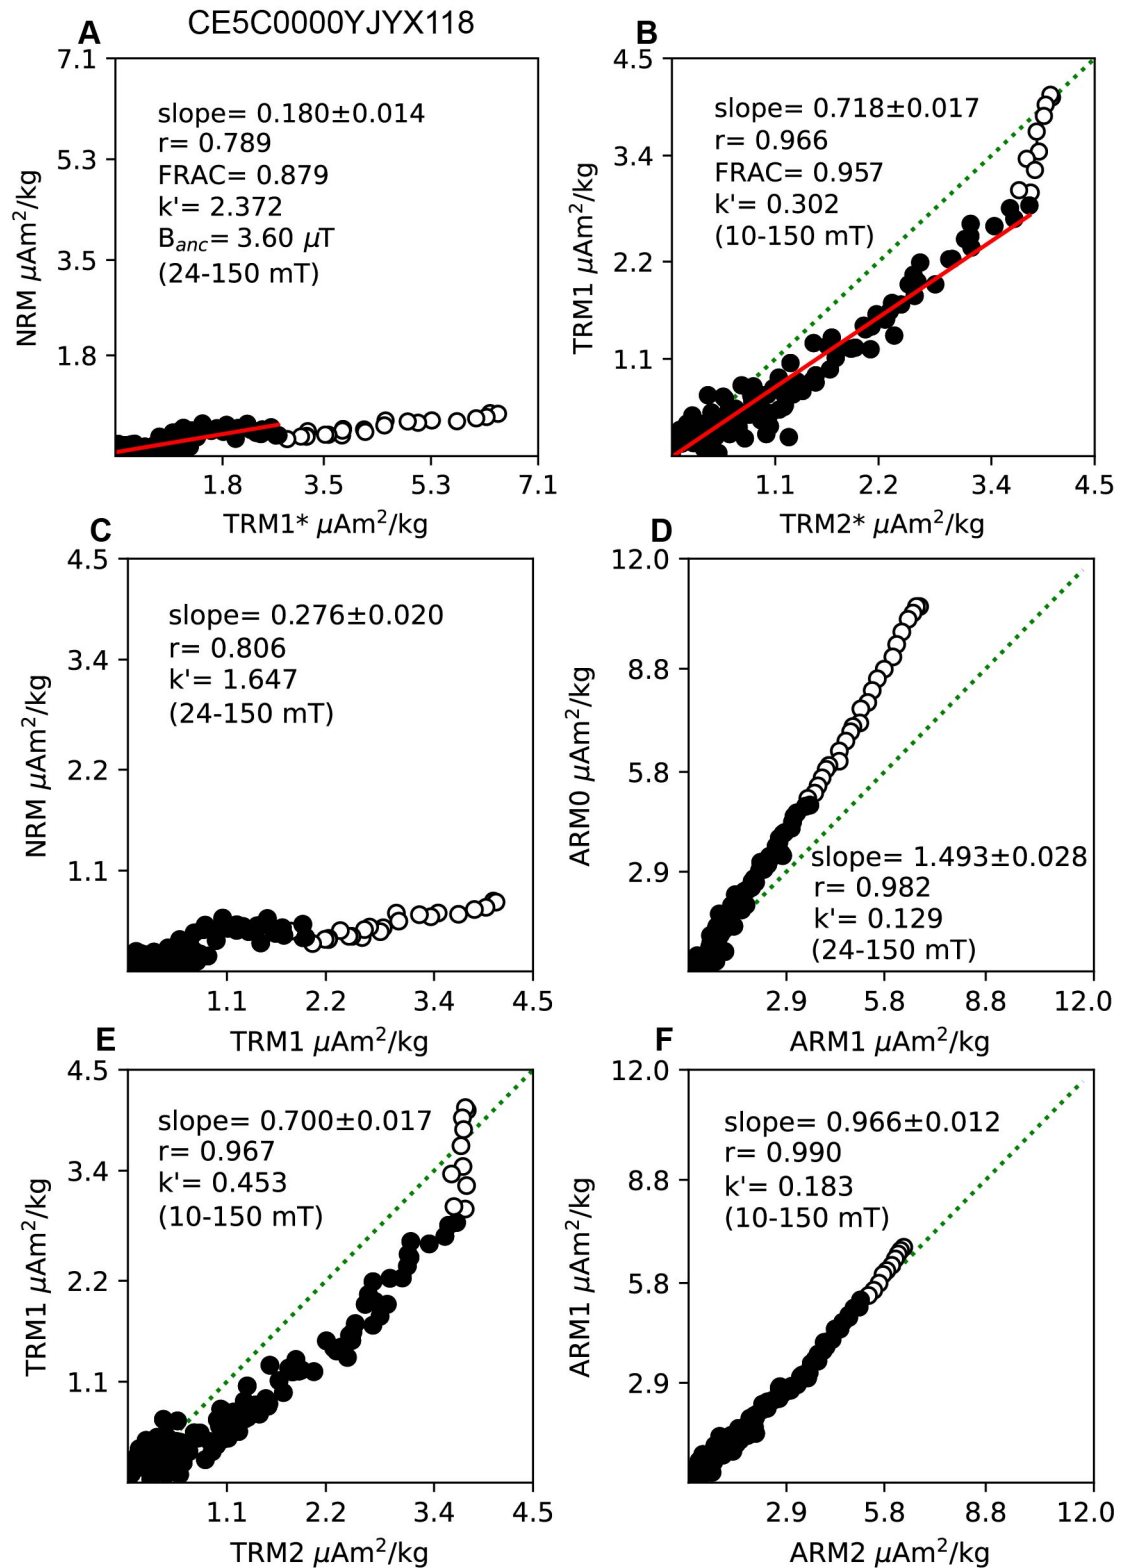 CE5C0000YJYX118
A
7.1
5.3
3.5
1.8
NRM μAm²/kg
slope= 0.180±0.014
r= 0.789
FRAC= 0.879
k'= 2.372
Banc= 3.60 μT
(24-150 mT)
1.8 3.5 5.3 7.1
TRM1* μAm²/kg
B
4.5
3.4
2.2
1.1
TRM1 μAm²/kg
slope= 0.718±0.017
r= 0.966
FRAC= 0.957
k'= 0.302
(10-150 mT)
1.1 2.2 3.4 4.5
TRM2* μAm²/kg
C
4.5
3.4
2.2
1.1
NRM μAm²/kg
slope= 0.276±0.020
r= 0.806
k'= 1.647
(24-150 mT)
1.1 2.2 3.4 4.5
TRM1 μAm²/kg
D
12.0
8.8
5.8
2.9
ARM0 μAm²/kg
slope= 1.493±0.028
r= 0.982
k'= 0.129
(24-150 mT)
2.9 5.8 8.8 12.0
ARM1 μAm²/kg
E
4.5
3.4
2.2
1.1
TRM1 μAm²/kg
slope= 0.700±0.017
r= 0.967
k'= 0.453
(10-150 mT)
1.1 2.2 3.4 4.5
TRM2 μAm²/kg
F
12.0
8.8
5.8
2.9
ARM1 μAm²/kg
slope= 0.966±0.012
r= 0.990
k'= 0.183
(10-150 mT)
2.9 5.8 8.8 12.0
ARM2 μAm²/kg